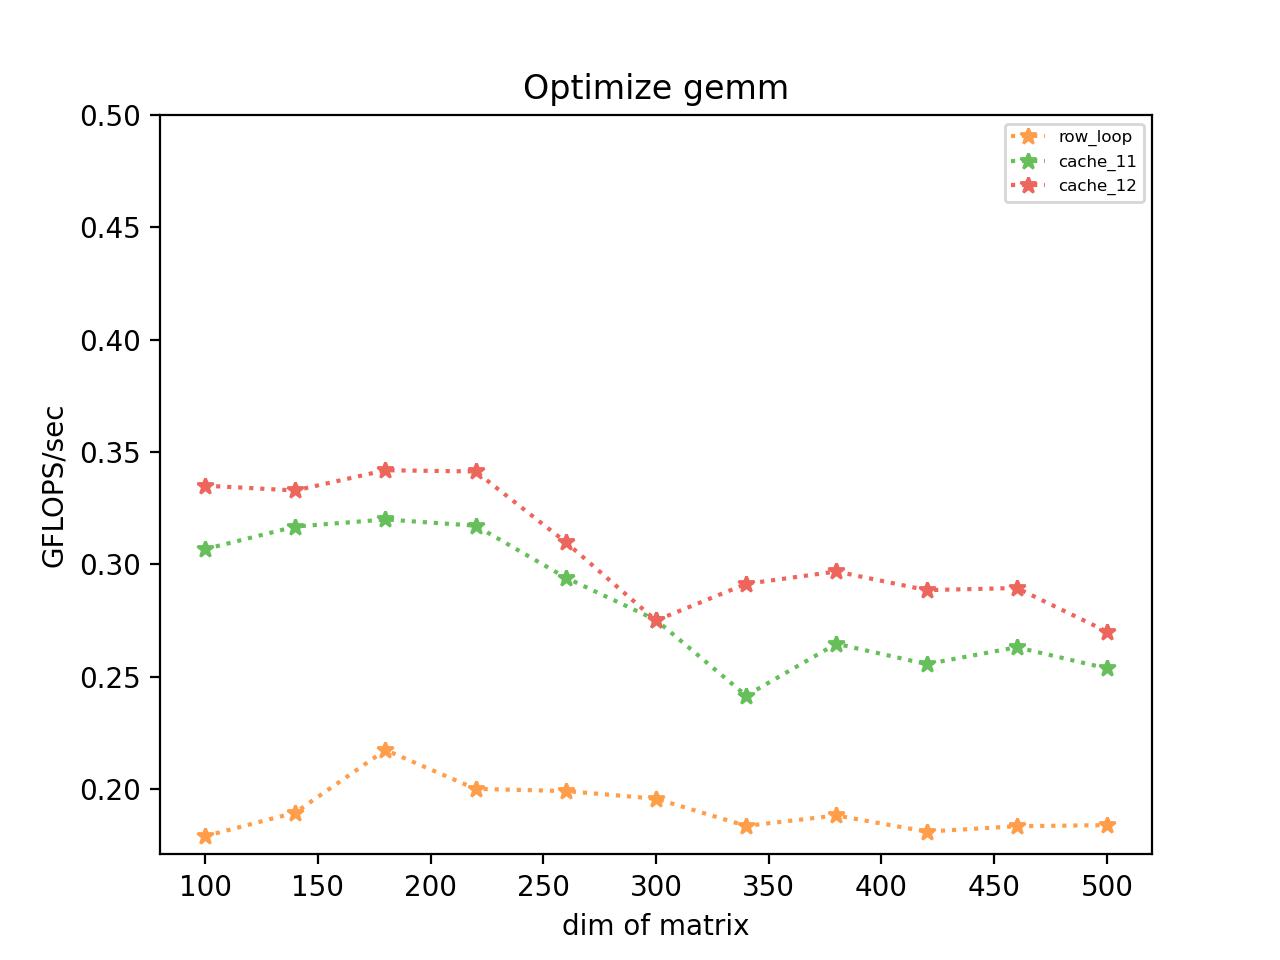 Optimize gemm
row_loop
cache_11
cache_12
0.50
0.45
0.40
0.35
0.30
0.25
0.20
GFLOPS/sec
100 150 200 250 300 350 400 450 500
dim of matrix